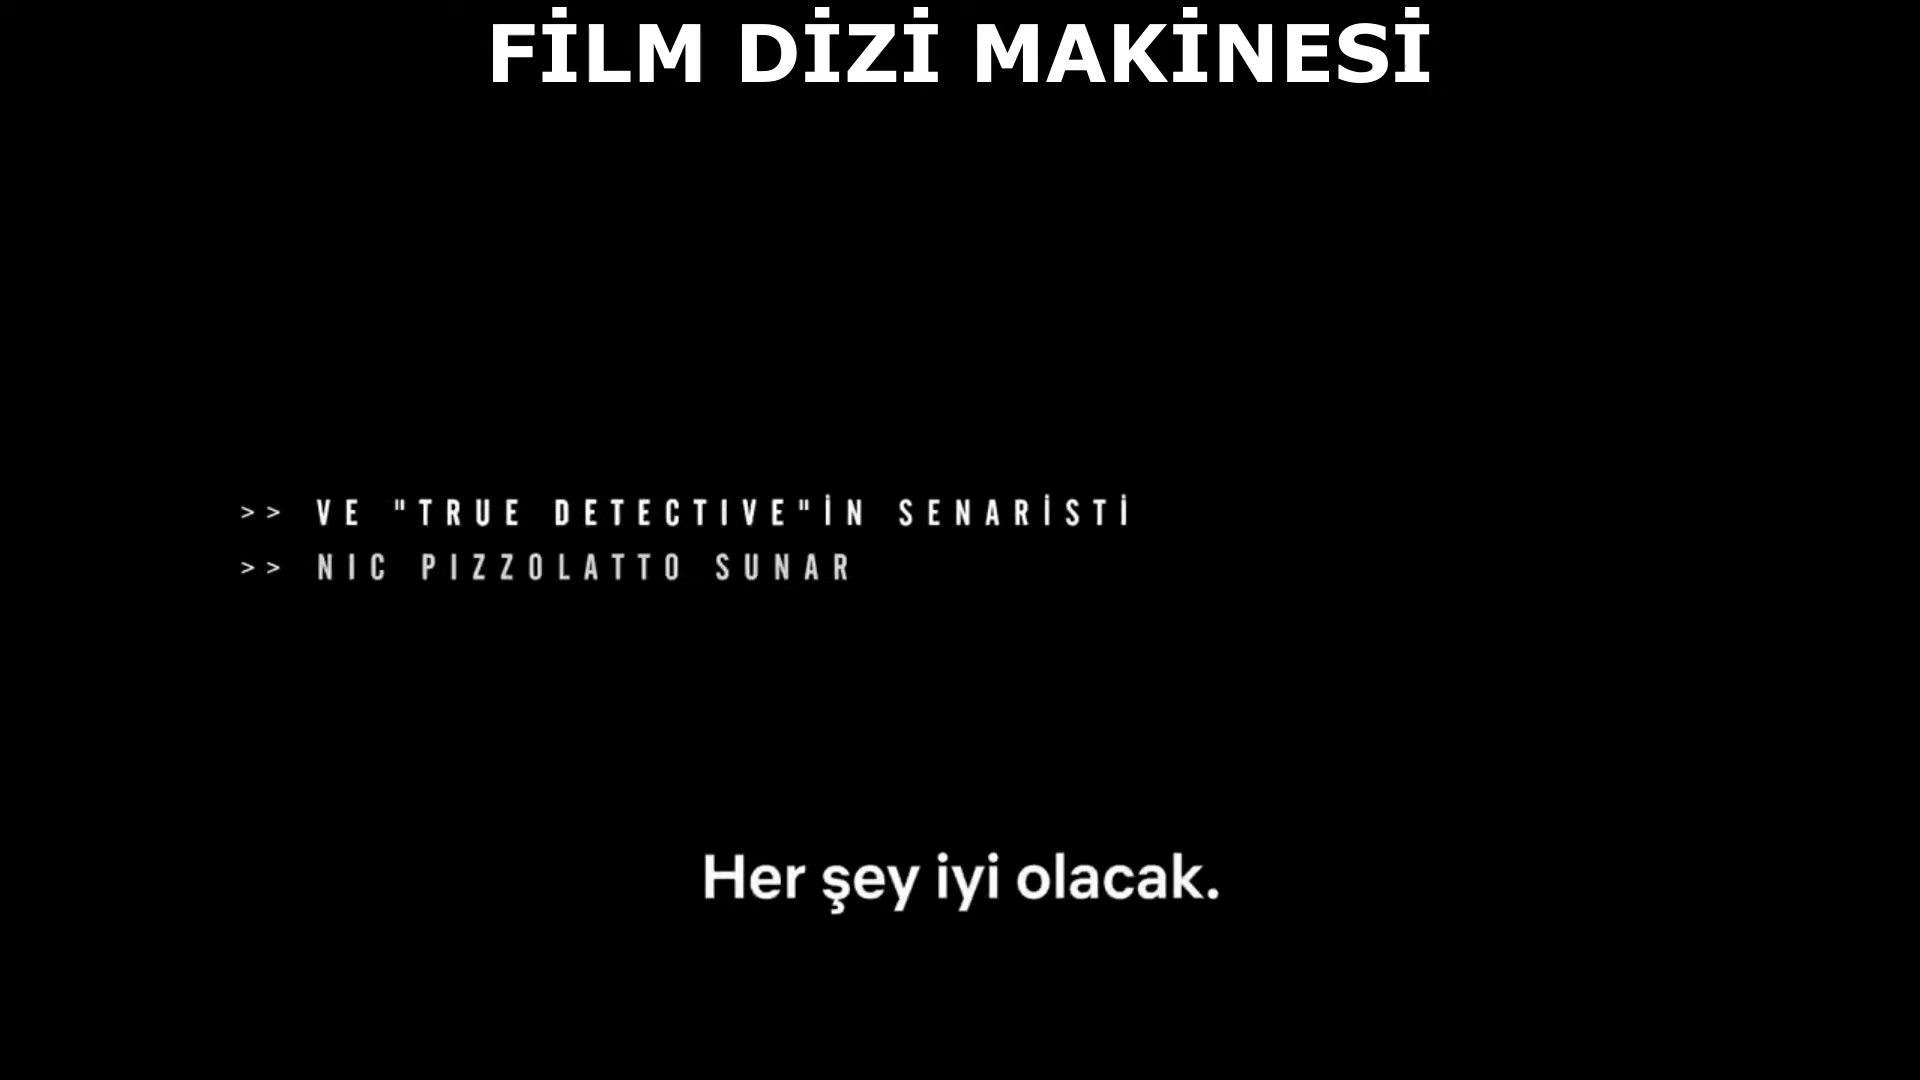 FİLM DİZİ MAKİNESİ
>> VE "TRUE DETECTIVE"İN SENARİSTİ
>> NIC PIZZOLATTO SUNAR
Her şey iyi olacak.